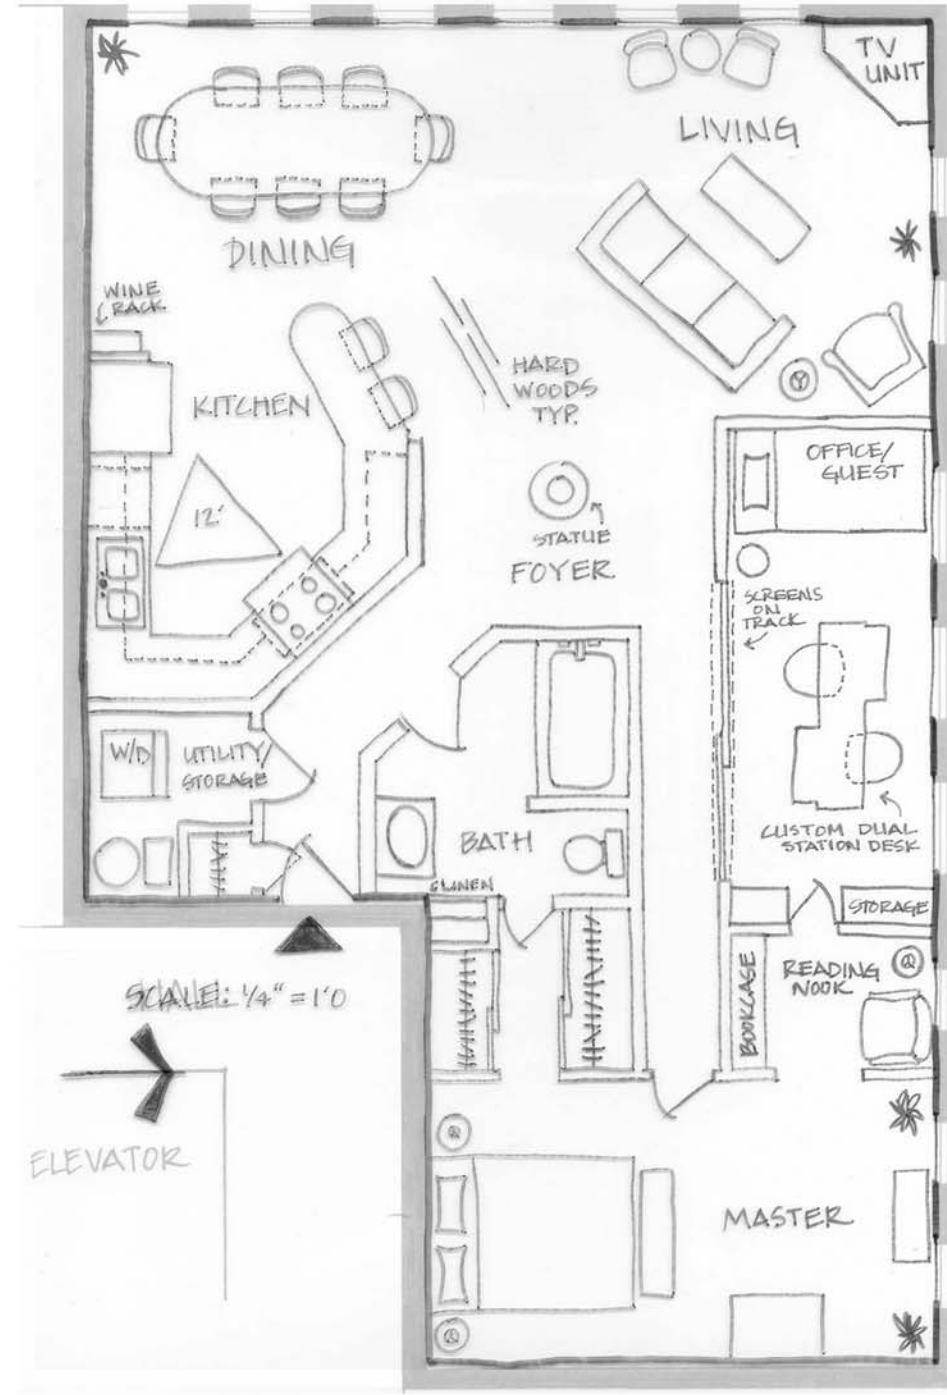 TV
UNIT
LIVING
DINING
WINE
RACK
HARD
WOODS
TYP.
KITCHEN
OFFICE/
GUEST
12'
STATUE
FOYER
SCREENS
ON
TRACK
W/D
UTILITY/
STORAGE
CUSTOM DUAL
STATION DESK
BATH
LINEN
STORAGE
READING
NOOK
BOOKCASE
SCALE: 1/4" = 1'0
ELEVATOR
MASTER